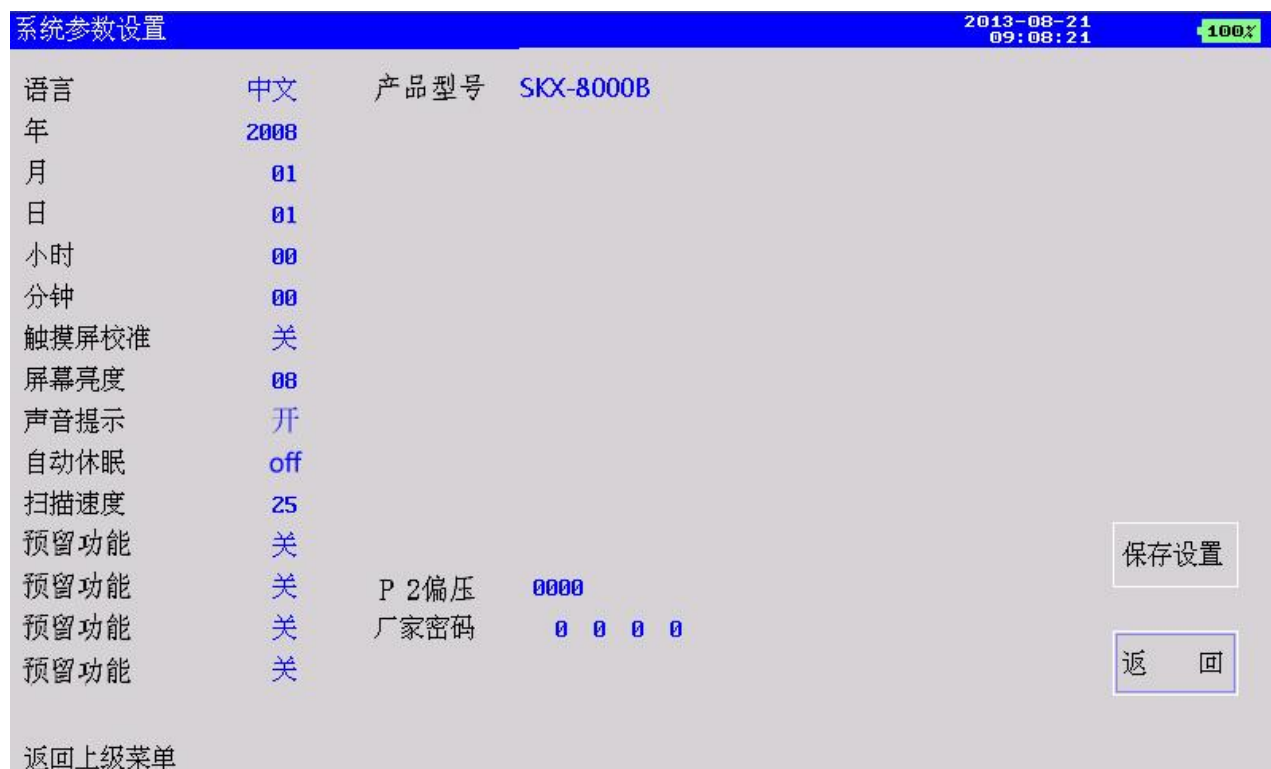 系统参数设置 2013-08-21 09:08:21 100%
语言 中文 产品型号 SKX-8000B
年 2008
月 01
日 01
小时 00
分钟 00
触摸屏校准 关
屏幕亮度 08
声音提示 开
自动休眠 off
扫描速度 25
预留功能 关
保存设置
预留功能 关 P 2偏压 0000
预留功能 关 厂家密码 0 0 0 0
预留功能 关
返 回
返回上级菜单